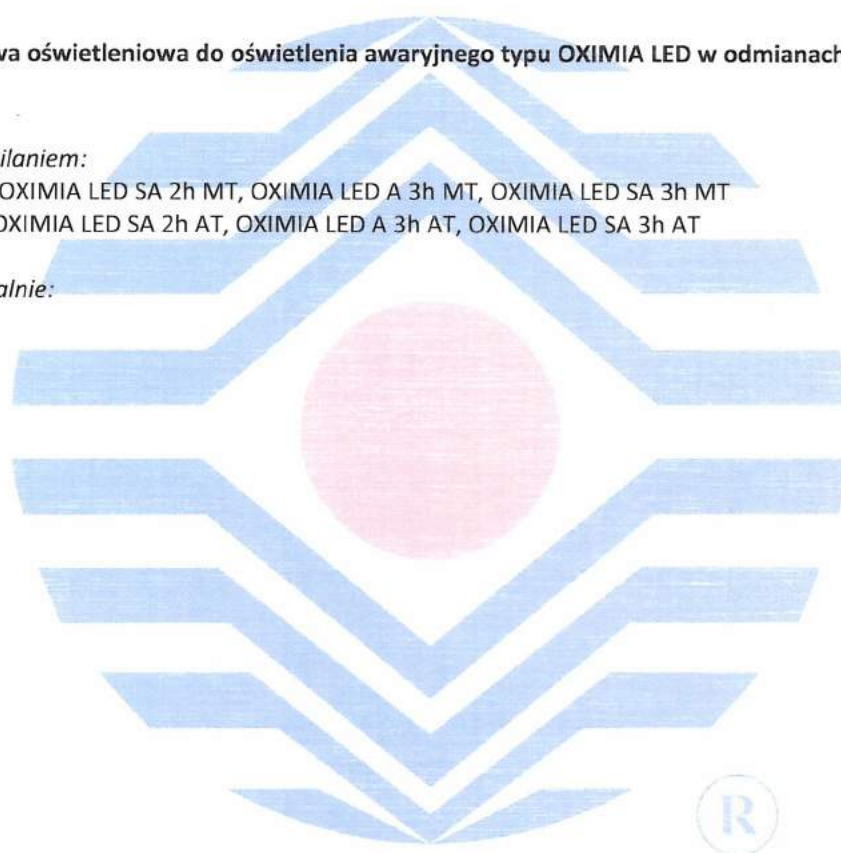 wa oświetleniowa do oświetlenia awaryjnego typu OXIMIA LED w odmianach
ilaniem:
OXIMIA LED SA 2h MT, OXIMIA LED A 3h MT, OXIMIA LED SA 3h MT
OXIMIA LED SA 2h AT, OXIMIA LED A 3h AT, OXIMIA LED SA 3h AT
alnie:
R